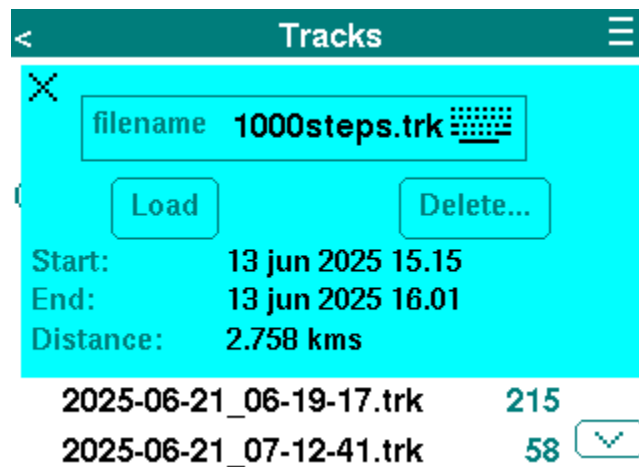 < Tracks
filename 1000steps.trk
Load Delete...
Start: 13 jun 2025 15.15
End: 13 jun 2025 16.01
Distance: 2.758 kms
2025-06-21_06-19-17.trk 215
2025-06-21_07-12-41.trk 58